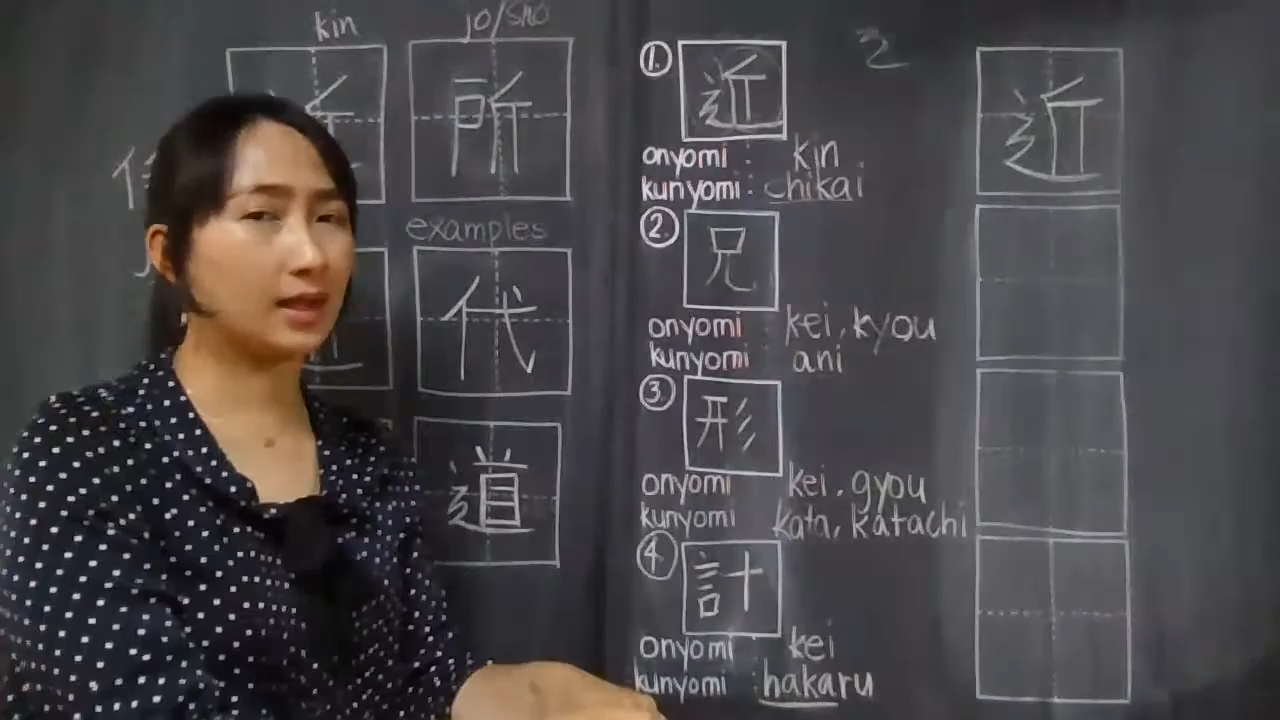 kin
jo/sho
所
examples
代
道
1. 近
onyomi : kin
kunyomi : chikai
2. 兄
onyomi : kei, kyou
kunyomi : ani
3. 形
onyomi kei, gyou
kunyomi kata, katachi
4. 計
onyomi : kei
kunyomi : hakaru
近